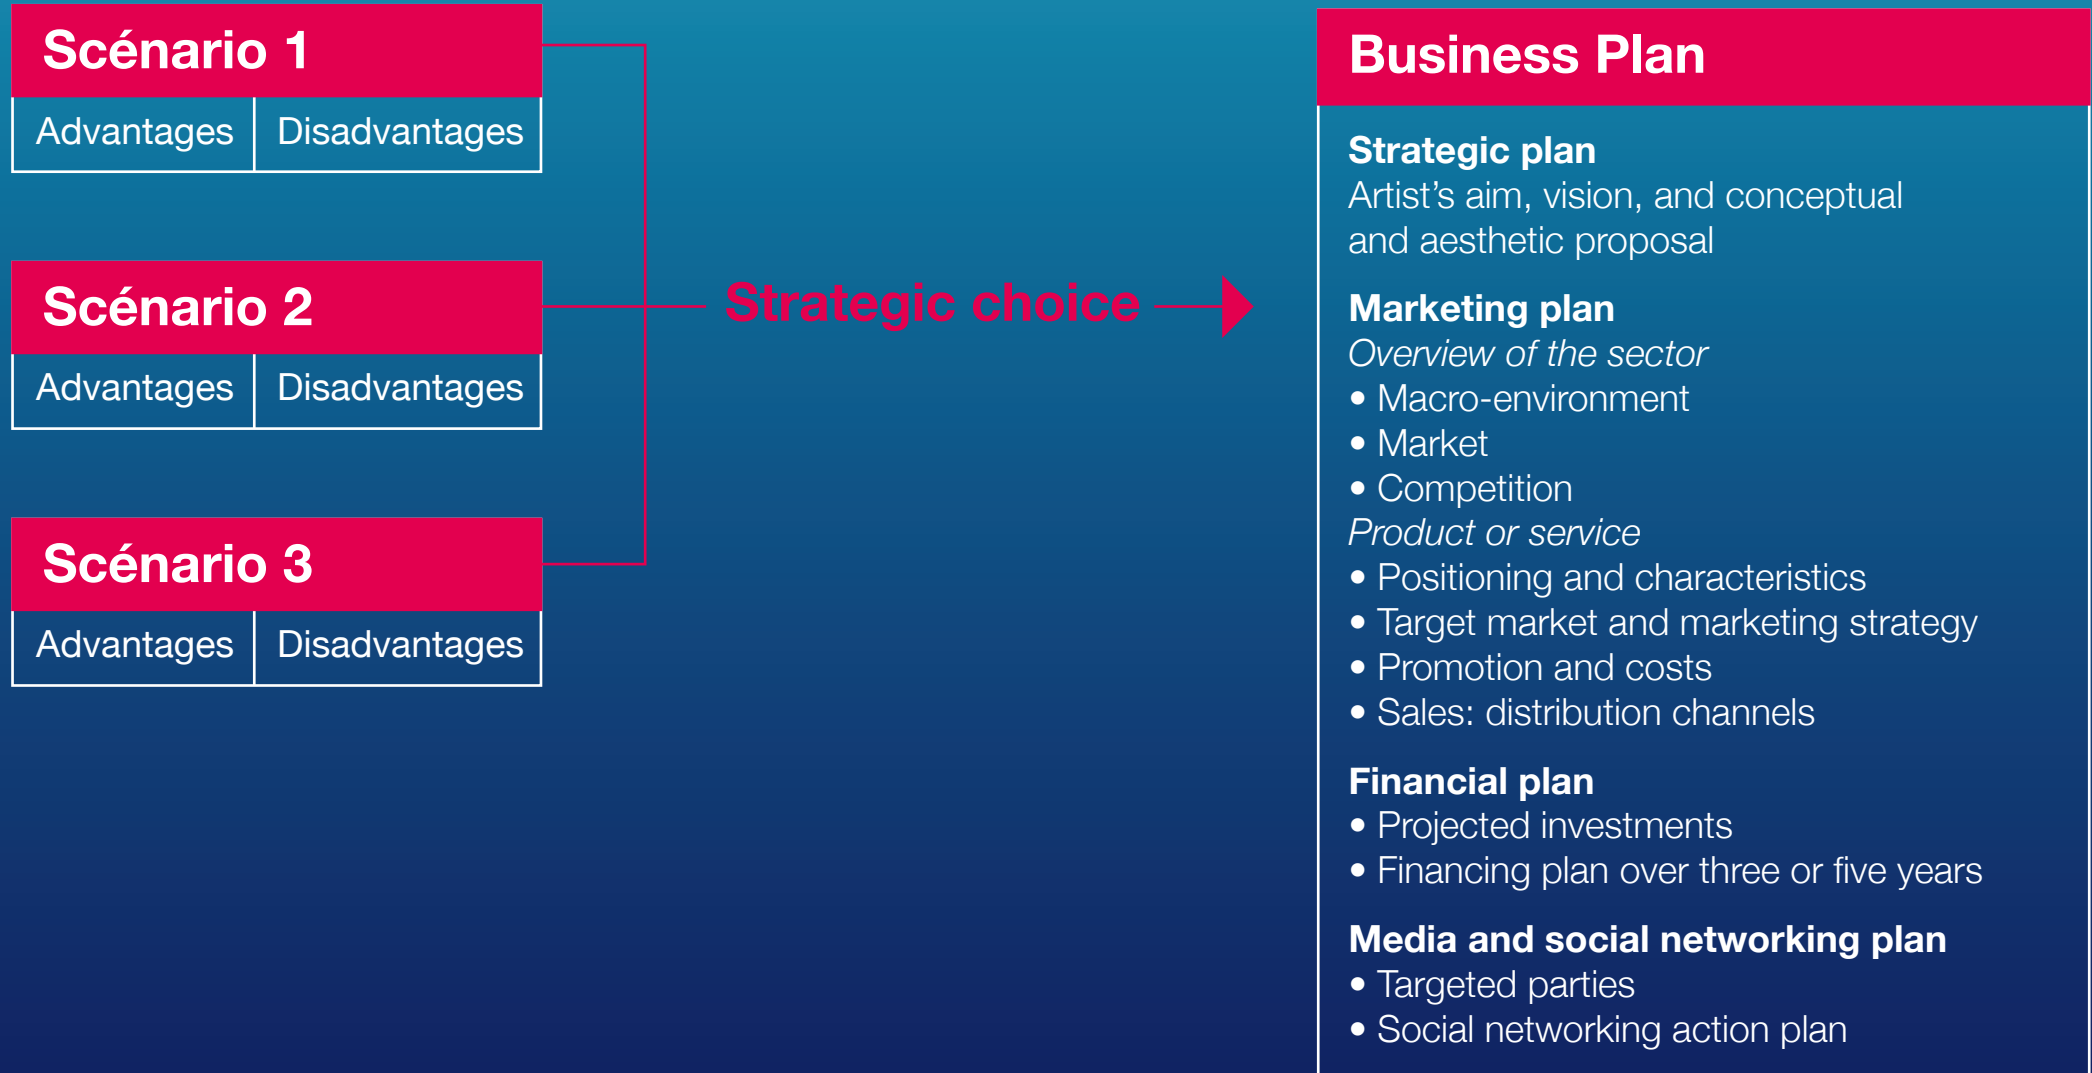 Scénario 1
Advantages Disadvantages
Scénario 2
Advantages Disadvantages
Scénario 3
Advantages Disadvantages
Strategic choice
Business Plan
Strategic plan
Artist's aim, vision, and conceptual
and aesthetic proposal
Marketing plan
Overview of the sector
• Macro-environment
• Market
• Competition
Product or service
• Positioning and characteristics
• Target market and marketing strategy
• Promotion and costs
• Sales: distribution channels
Financial plan
• Projected investments
• Financing plan over three or five years
Media and social networking plan
• Targeted parties
• Social networking action plan